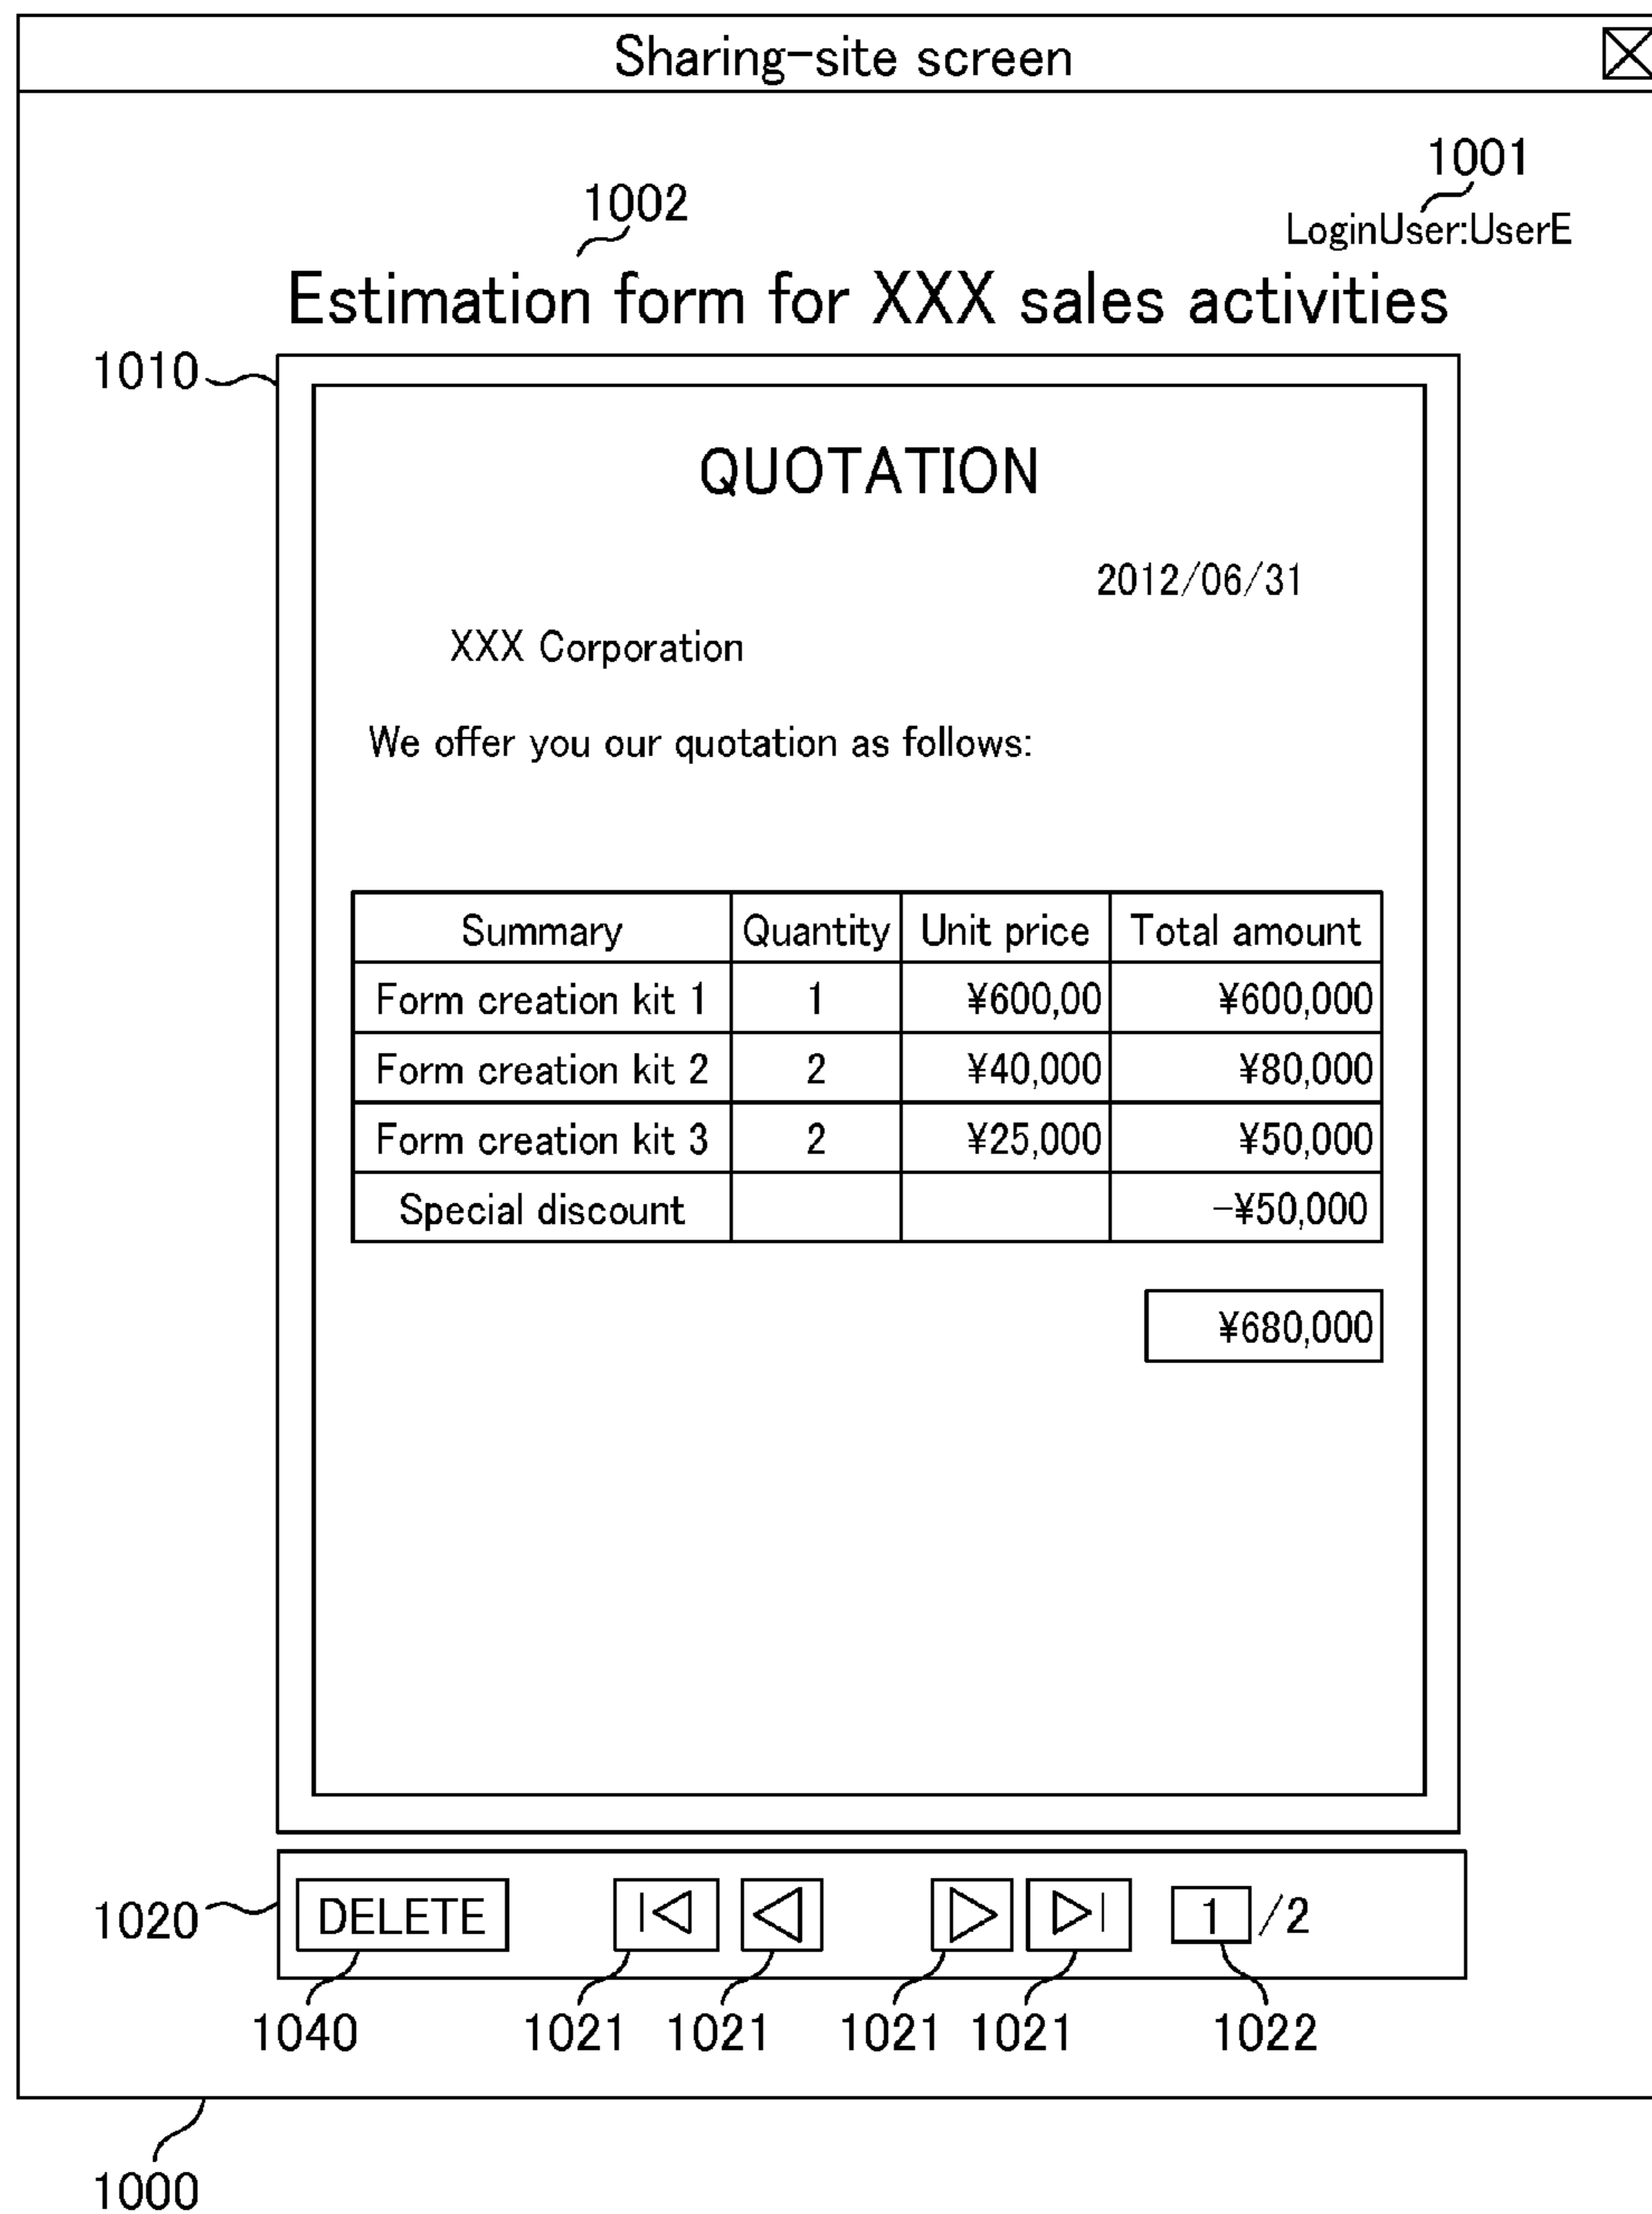 Sharing-site screen
1001
1002
LoginUser:UserE
Estimation form for XXX sales activities
1010
QUOTATION
2012/06/31
XXX Corporation
We offer you our quotation as follows:
Summary Quantity Unit price Total amount
Form creation kit 1 1 ¥600,00 ¥600,000
Form creation kit 2 2 ¥40,000 ¥80,000
Form creation kit 3 2 ¥25,000 ¥50,000
Special discount -¥50,000
¥680,000
1020 DELETE 1 /2
1040 1021 1021 1021 1021 1022
1000